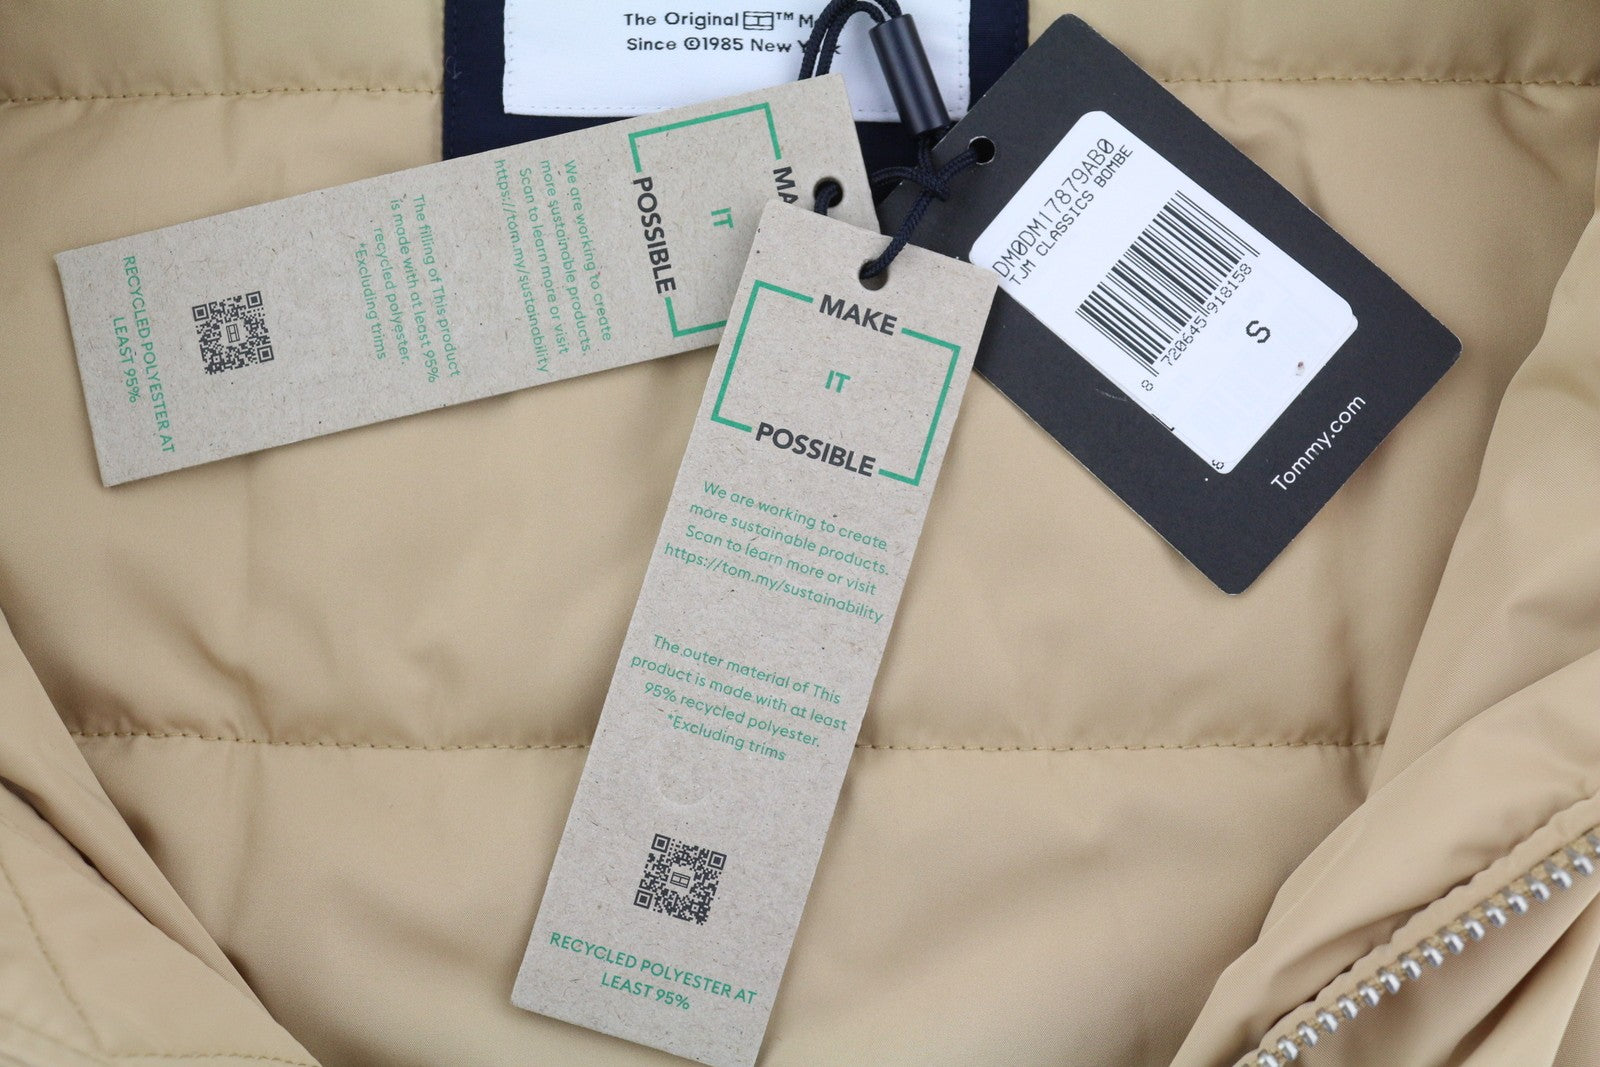 The Original ™
Since ©1985 New
MAKE
IT
POSSIBLE
We are working to create
more sustainable products.
Scan to learn more or visit
https://tom.my/sustainability
The outer material of This
product is made with at least
95% recycled polyester.
*Excluding trims
RECYCLED POLYESTER AT
LEAST 95%
IT
POSSIBLE
We are working to create
more sustainable products.
Scan to learn more or visit
https://tom.my/sustainability
The filling of This product
is made with at least 95%
recycled polyester.
*Excluding trims
RECYCLED POLYESTER AT
LEAST 95%
DM0DM17879AB0
TJM CLASSICS BOMBE
8 720645 918158
S
Tommy.com